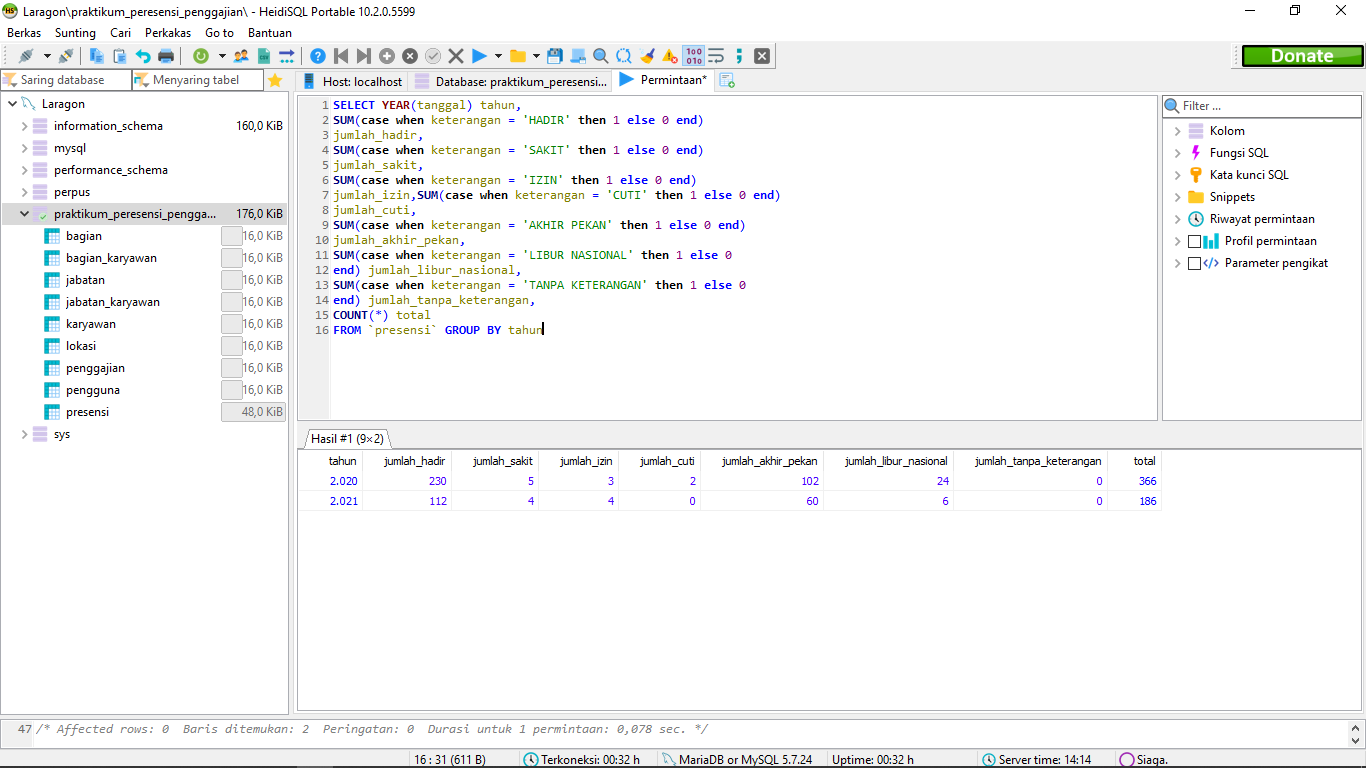 Laragon\praktikum_peresensi_penggajian\ - HeidiSQL Portable 10.2.0.5599
Berkas Sunting Cari Perkakas Go to Bantuan
Donate
Saring database Menyaring tabel
Host: localhost Database: praktikum_peresensi... Permintaan*
Laragon
information_schema 160,0 KiB
mysql
performance_schema
perpus
praktikum_peresensi_pengga... 176,0 KiB
bagian 16,0 KiB
bagian_karyawan 16,0 KiB
jabatan 16,0 KiB
jabatan_karyawan 16,0 KiB
karyawan 16,0 KiB
lokasi 16,0 KiB
penggajian 16,0 KiB
pengguna 16,0 KiB
presensi 48,0 KiB
sys
1 SELECT YEAR(tanggal) tahun,
2 SUM(case when keterangan = 'HADIR' then 1 else 0 end)
3 jumlah_hadir,
4 SUM(case when keterangan = 'SAKIT' then 1 else 0 end)
5 jumlah_sakit,
6 SUM(case when keterangan = 'IZIN' then 1 else 0 end)
7 jumlah_izin,SUM(case when keterangan = 'CUTI' then 1 else 0 end)
8 jumlah_cuti,
9 SUM(case when keterangan = 'AKHIR PEKAN' then 1 else 0 end)
10 jumlah_akhir_pekan,
11 SUM(case when keterangan = 'LIBUR NASIONAL' then 1 else 0
12 end) jumlah_libur_nasional,
13 SUM(case when keterangan = 'TANPA KETERANGAN' then 1 else 0
14 end) jumlah_tanpa_keterangan,
15 COUNT(*) total
16 FROM `presensi` GROUP BY tahun
Filter ...
Kolom
Fungsi SQL
Kata kunci SQL
Snippets
Riwayat permintaan
Profil permintaan
Parameter pengikat
Hasil #1 (9×2)
tahun jumlah_hadir jumlah_sakit jumlah_izin jumlah_cuti jumlah_akhir_pekan jumlah_libur_nasional jumlah_tanpa_keterangan total
2.020 230 5 3 2 102 24 0 366
2.021 112 4 4 0 60 6 0 186
47 /* Affected rows: 0 Baris ditemukan: 2 Peringatan: 0 Durasi untuk 1 permintaan: 0,078 sec. */
16 : 31 (611 B) Terkoneksi: 00:32 h MariaDB or MySQL 5.7.24 Uptime: 00:32 h Server time: 14:14 Siaga.